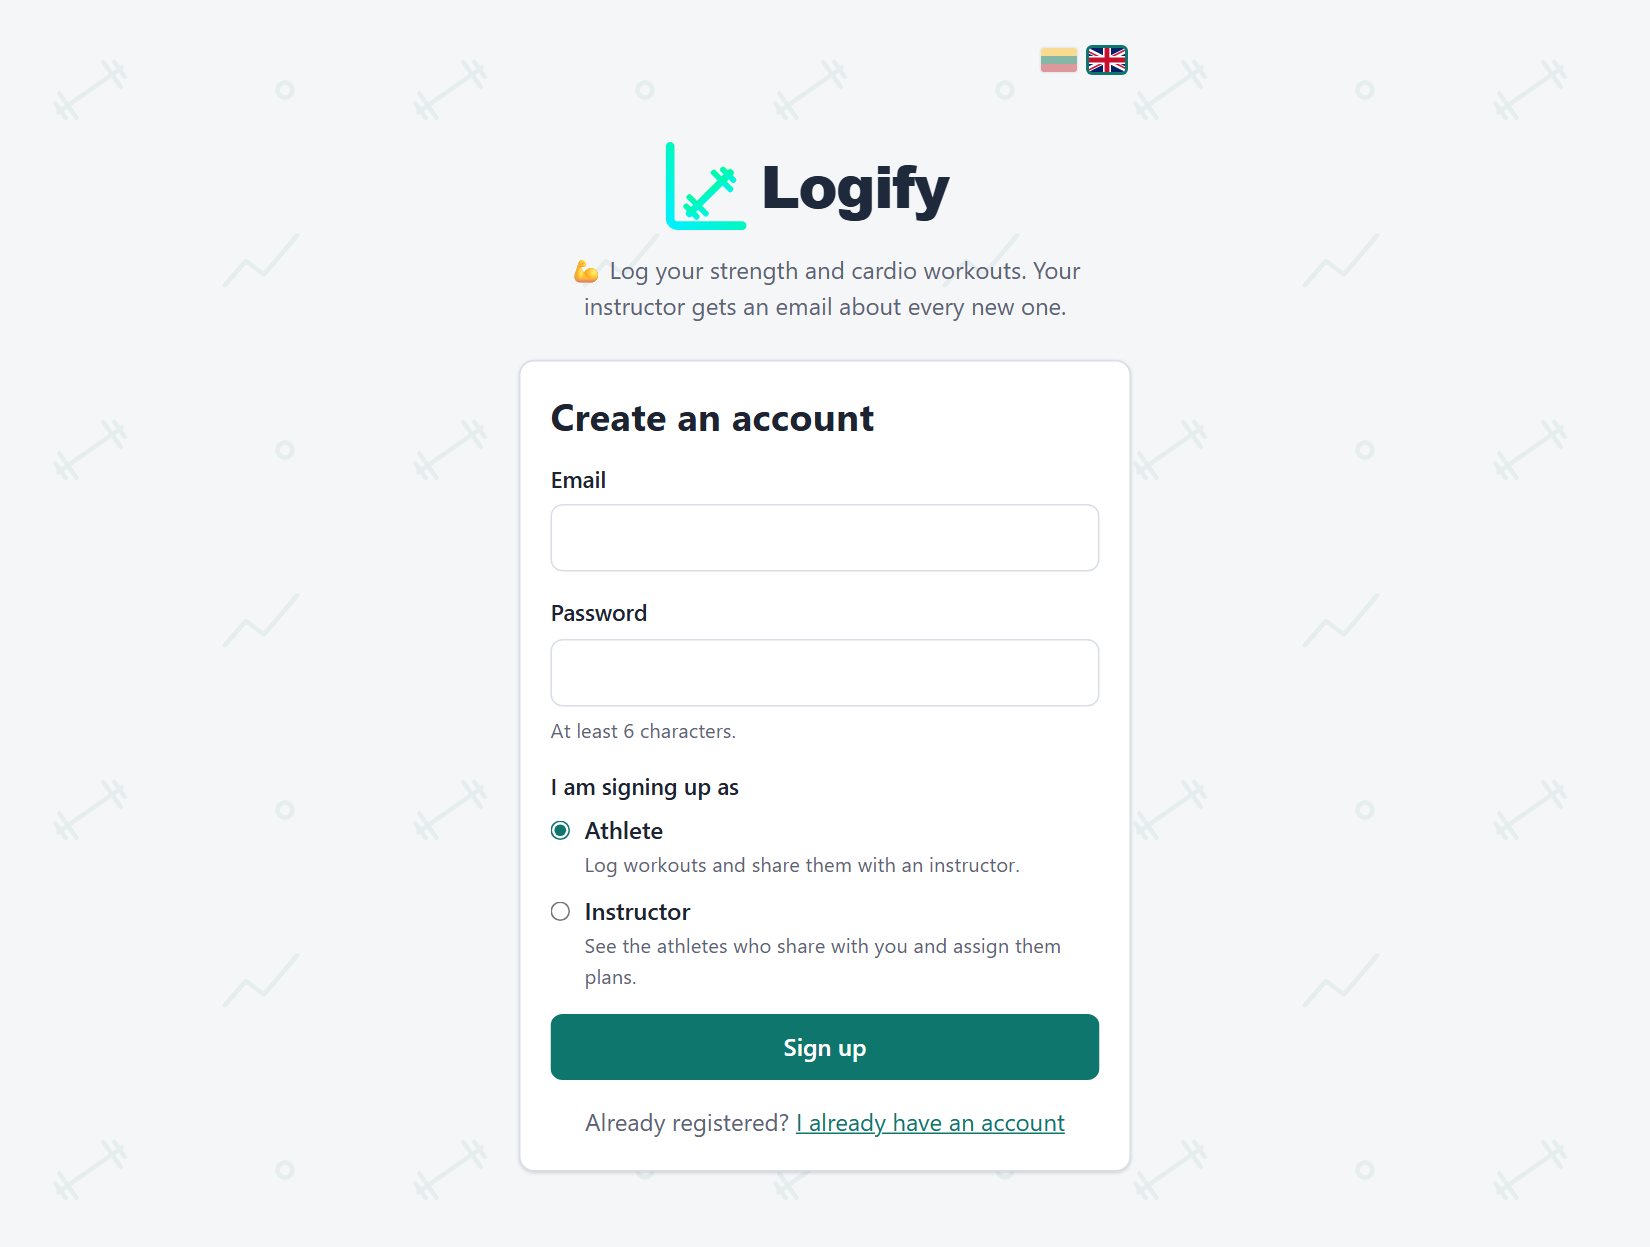 Logify
💪 Log your strength and cardio workouts. Your
instructor gets an email about every new one.
Create an account
Email
Password
At least 6 characters.
I am signing up as
Athlete
Log workouts and share them with an instructor.
Instructor
See the athletes who share with you and assign them
plans.
Sign up
Already registered? I already have an account